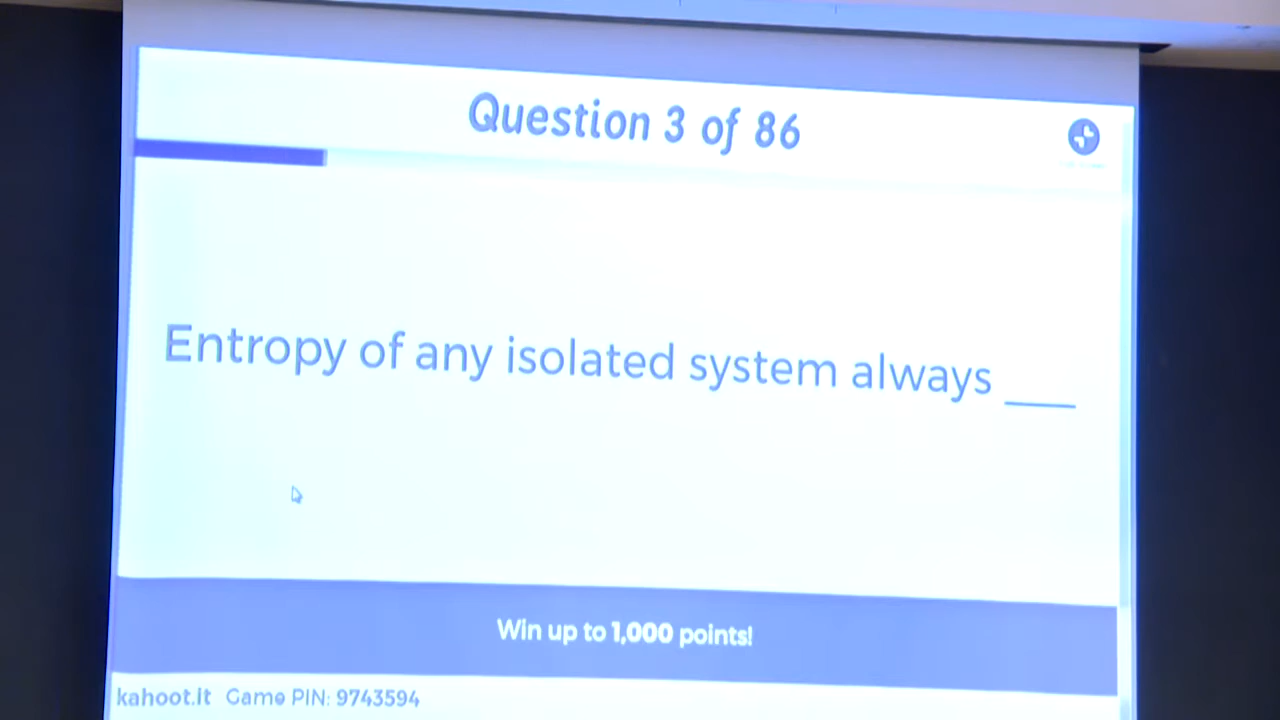 Question 3 of 86
Entropy of any isolated system always ___
Win up to 1,000 points!
kahoot.it Game PIN: 9743594